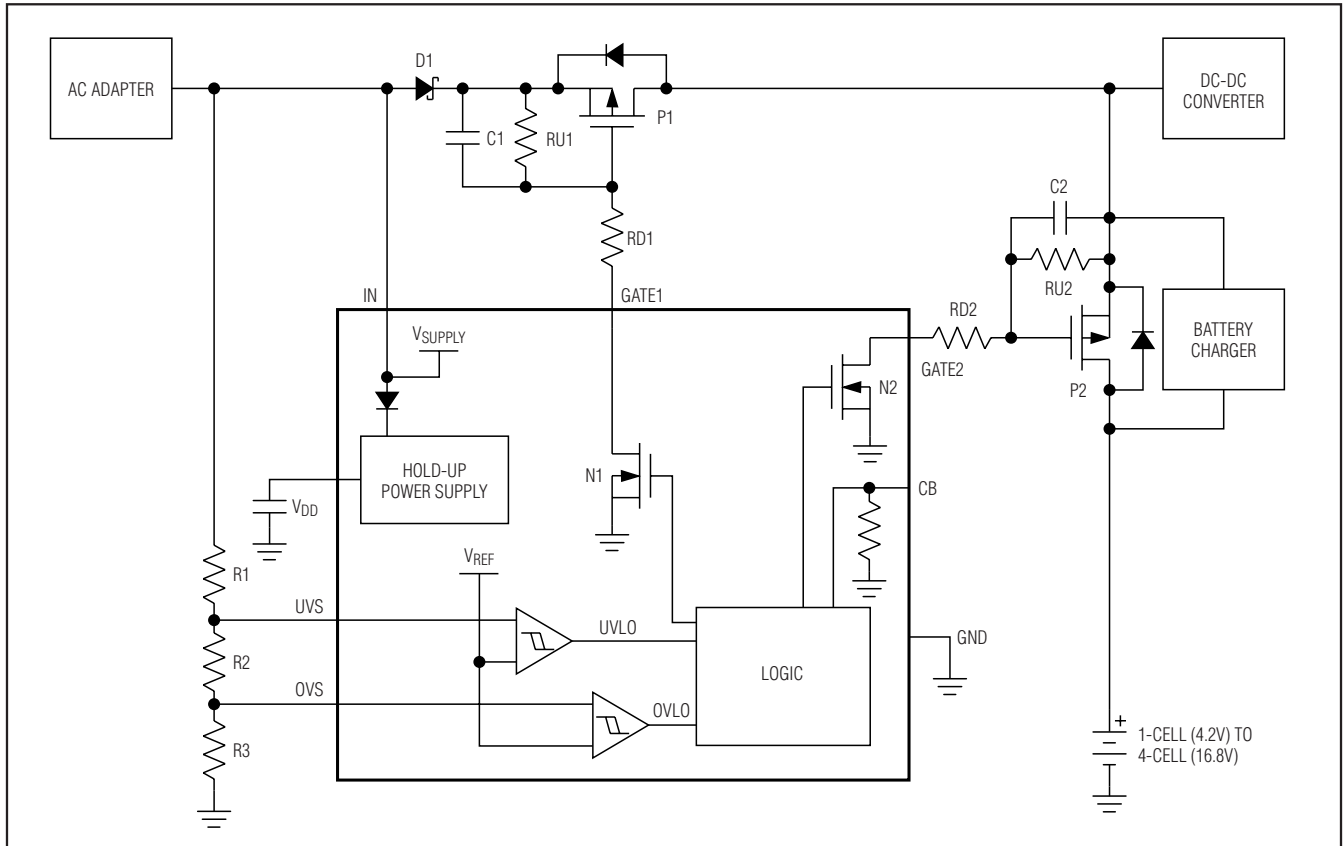 AC ADAPTER
D1
P1
DC-DC
CONVERTER
C1
RU1
RD1
C2
RU2
IN
GATE1
RD2
BATTERY
CHARGER
VSUPPLY
GATE2
N2
P2
HOLD-UP
POWER SUPPLY
N1
CB
VDD
VREF
R1
UVS
UVLO
GND
R2
LOGIC
OVS
OVLO
R3
+
1-CELL (4.2V) TO
4-CELL (16.8V)